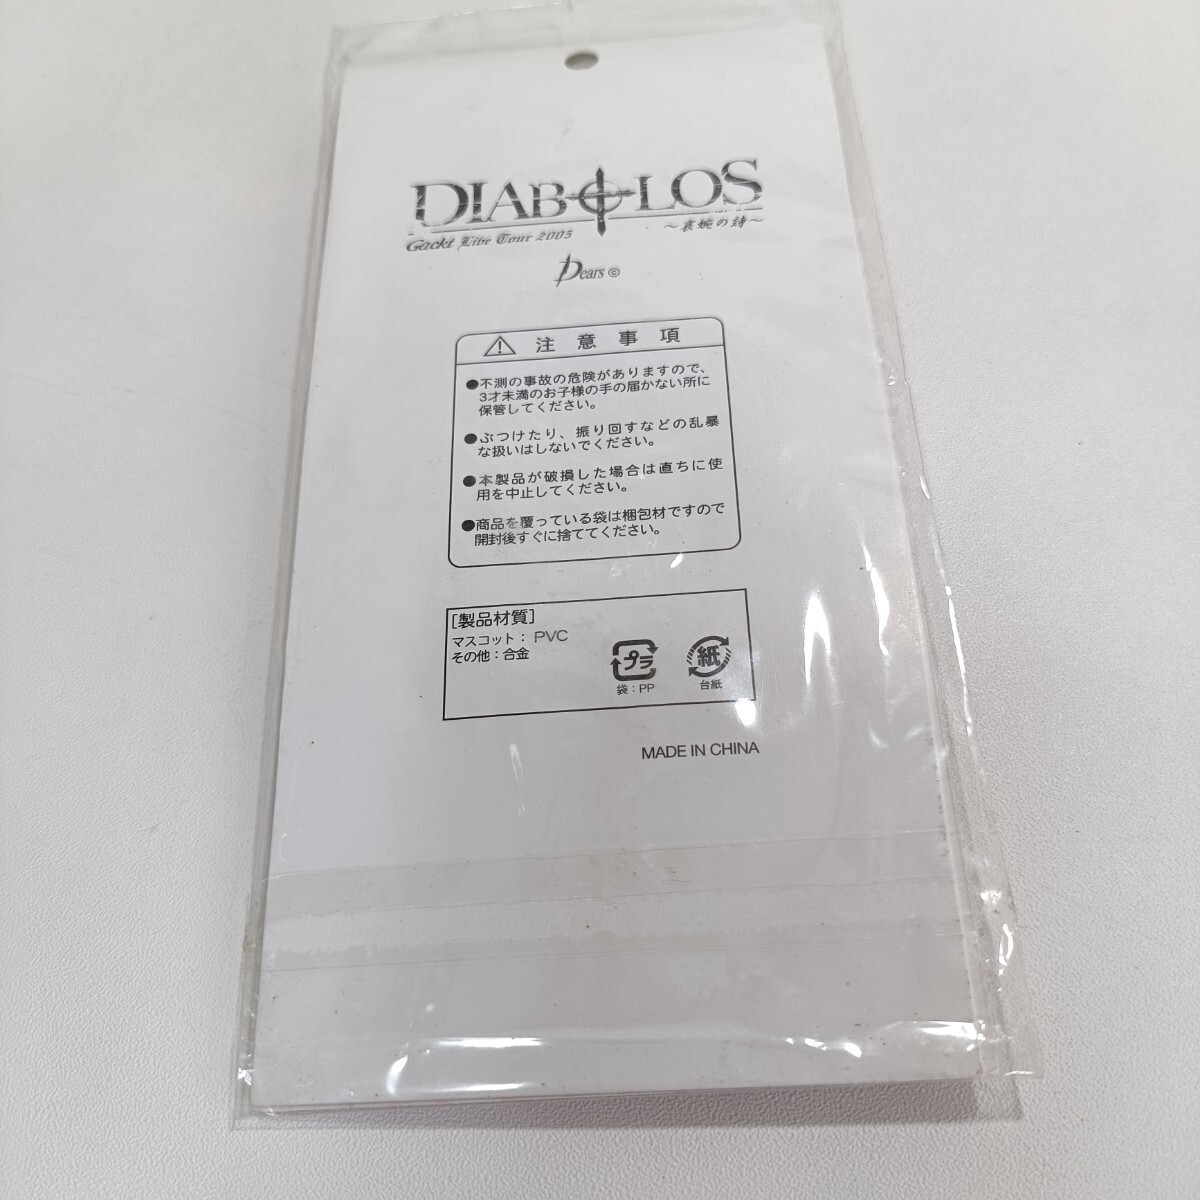 DIABOLOS
Gackt Live Tour 2005 ～哀婉の詩～
Dears ©
注意事項
●不測の事故の危険がありますので、
3才未満のお子様の手の届かない所に
保管してください。
●ぶつけたり、振り回すなどの乱暴
な扱いはしないでください。
●本製品が破損した場合は直ちに使
用を中止してください。
●商品を覆っている袋は梱包材ですので
開封後すぐに捨ててください。
[製品材質]
マスコット：PVC
その他：合金
プラ 紙
袋：PP 台紙
MADE IN CHINA